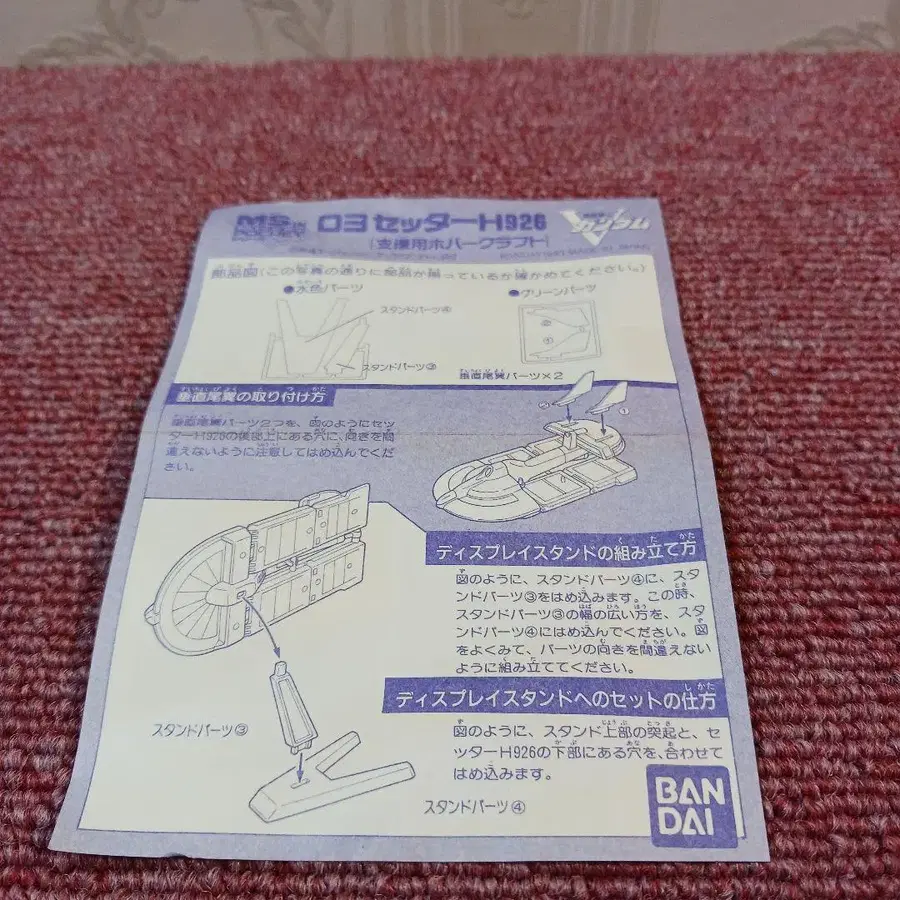 MS
03 セッターH926
[支援用ホバークラフト]
部品図(この写真の通りに部品が揃っているか確かめてください。)
●水色パーツ
●グリーンパーツ
スタンドパーツ④
スタンドパーツ③
垂直尾翼パーツ×2
②
①
②
①
垂直尾翼の取り付け方
垂直尾翼パーツ2つを、図のようにセッ
ターH926の後部上にある穴に、向きを間
違えないように注意してはめ込んでくだ
さい。
ディスプレイスタンドの組み立て方
図のように、スタンドパーツ④に、スタ
ンドパーツ③をはめ込みます。この時、
スタンドパーツ③の幅の広い方を、スタ
ンドパーツ④にはめ込んでください。図
をよくみて、パーツの向きを間違えない
ように組み立ててください。
ディスプレイスタンドへのセットの仕方
図のように、スタンド上部の突起と、セ
ッターH926の下部にある穴を、合わせて
はめ込みます。
スタンドパーツ③
スタンドパーツ④
BAN
DAI